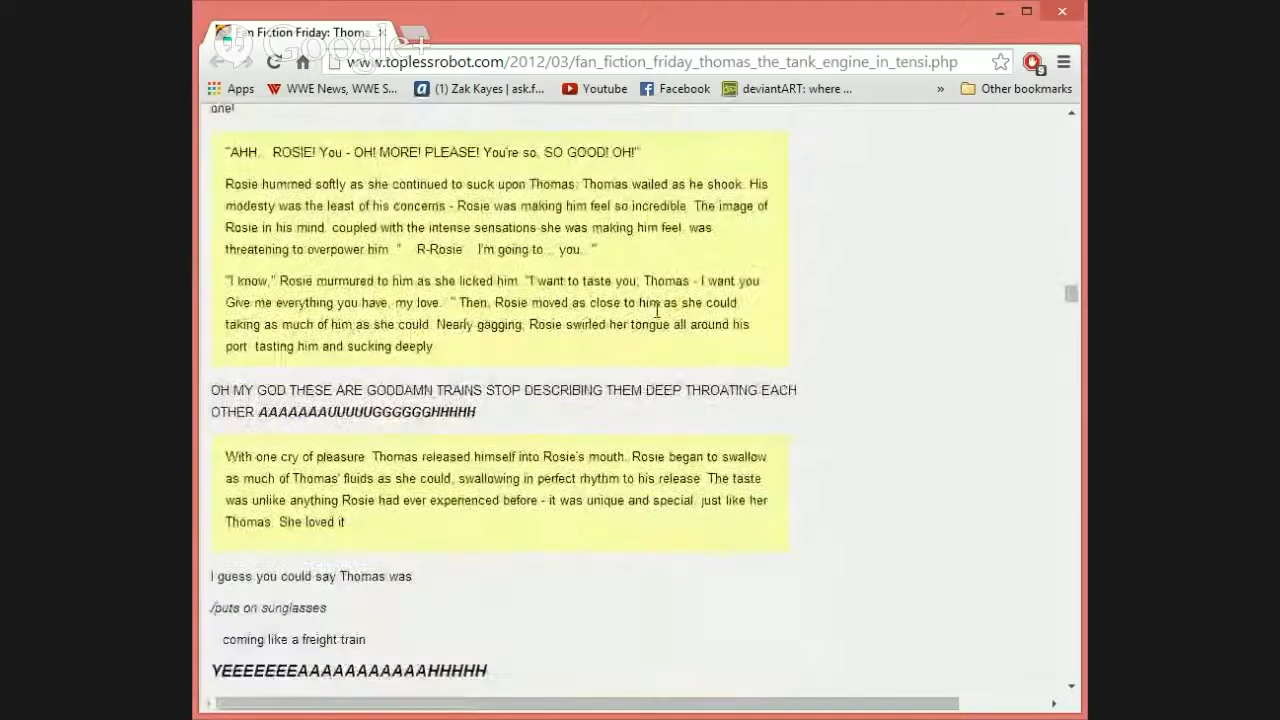 Fan Fiction Friday: Thoma
Google+
www.toplessrobot.com/2012/03/fan_fiction_friday_thomas_the_tank_engine_in_tensi.php
9
Apps WWE News, WWE S... (1) Zak Kayes | ask.f... Youtube Facebook deviantART: where ... » Other bookmarks
one!
"AHH. ROSIE! You - OH! MORE! PLEASE! You're so. SO GOOD! OH!"
Rosie hummed softly as she continued to suck upon Thomas; Thomas wailed as he shook. His
modesty was the least of his concerns - Rosie was making him feel so incredible. The image of
Rosie in his mind, coupled with the intense sensations she was making him feel, was
threatening to overpower him. " R-Rosie I'm going to... you. "
"I know," Rosie murmured to him as she licked him. "I want to taste you, Thomas - I want you
Give me everything you have, my love. " Then, Rosie moved as close to him as she could
taking as much of him as she could. Nearly gagging, Rosie swirled her tongue all around his
port tasting him and sucking deeply
OH MY GOD THESE ARE GODDAMN TRAINS STOP DESCRIBING THEM DEEP THROATING EACH
OTHER AAAAAAAUUUUUGGGGGGHHHHH
With one cry of pleasure Thomas released himself into Rosie's mouth. Rosie began to swallow
as much of Thomas' fluids as she could, swallowing in perfect rhythm to his release. The taste
was unlike anything Rosie had ever experienced before - it was unique and special, just like her
Thomas. She loved it
I guess you could say Thomas was
/puts on sunglasses
coming like a freight train
YEEEEEEEAAAAAAAAAAAHHHHH